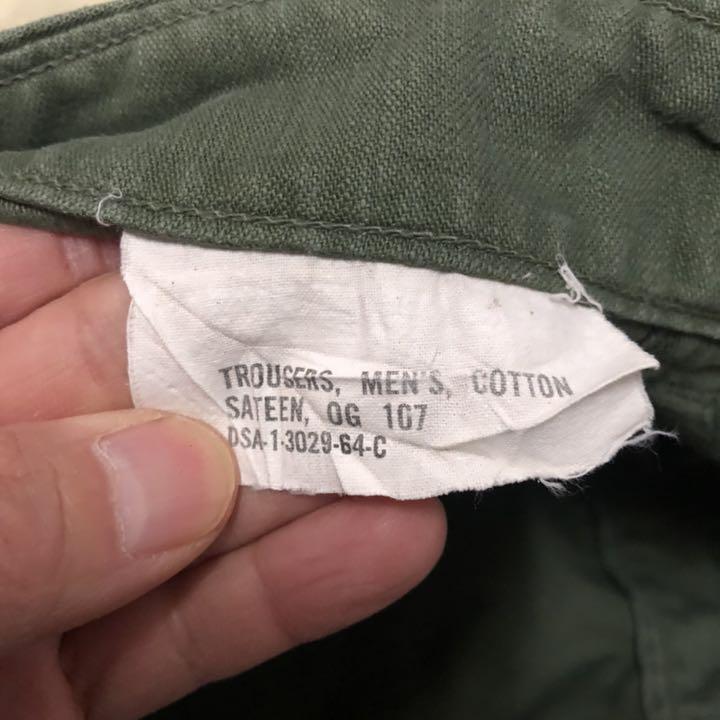 TROUSERS, MEN'S, COTTON
SATEEN, OG 107
DSA-1-3029-64-C